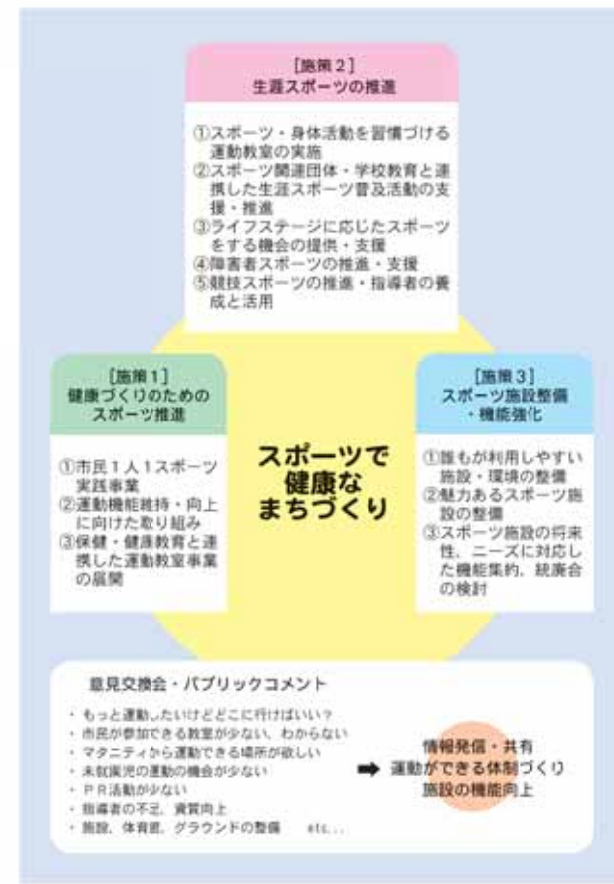 [施策2]
生涯スポーツの推進
①スポーツ・身体活動を習慣づける
運動教室の実施
②スポーツ関連団体・学校教育と連
携した生涯スポーツ普及活動の支
援・推進
③ライフステージに応じたスポーツ
をする機会の提供・支援
④障害者スポーツの推進・支援
⑤競技スポーツの推進・指導者の養
成と活用
[施策1]
健康づくりのための
スポーツ推進
①市民1人1スポーツ
実践事業
②運動機能維持・向上
に向けた取り組み
③保健・健康教育と連
携した運動教室事業
の展開
スポーツで
健康な
まちづくり
[施策3]
スポーツ施設整備
・機能強化
①誰もが利用しやすい
施設・環境の整備
②魅力あるスポーツ施
設の整備
③スポーツ施設の将来
性、ニーズに対応し
た機能集約、統廃合
の検討
意見交換会・パブリックコメント
・ もっと運動したいけどどこに行けばいい?
・ 市民が参加できる教室が少ない、わからない
・ マタニティから運動できる場所が欲しい
・ 未就園児の運動の機会が少ない
・ PR活動が少ない
・ 指導者の不足、資質向上
・ 施設、体育館、グラウンドの整備 etc...
➡
情報発信・共有
運動ができる体制づくり
施設の機能向上